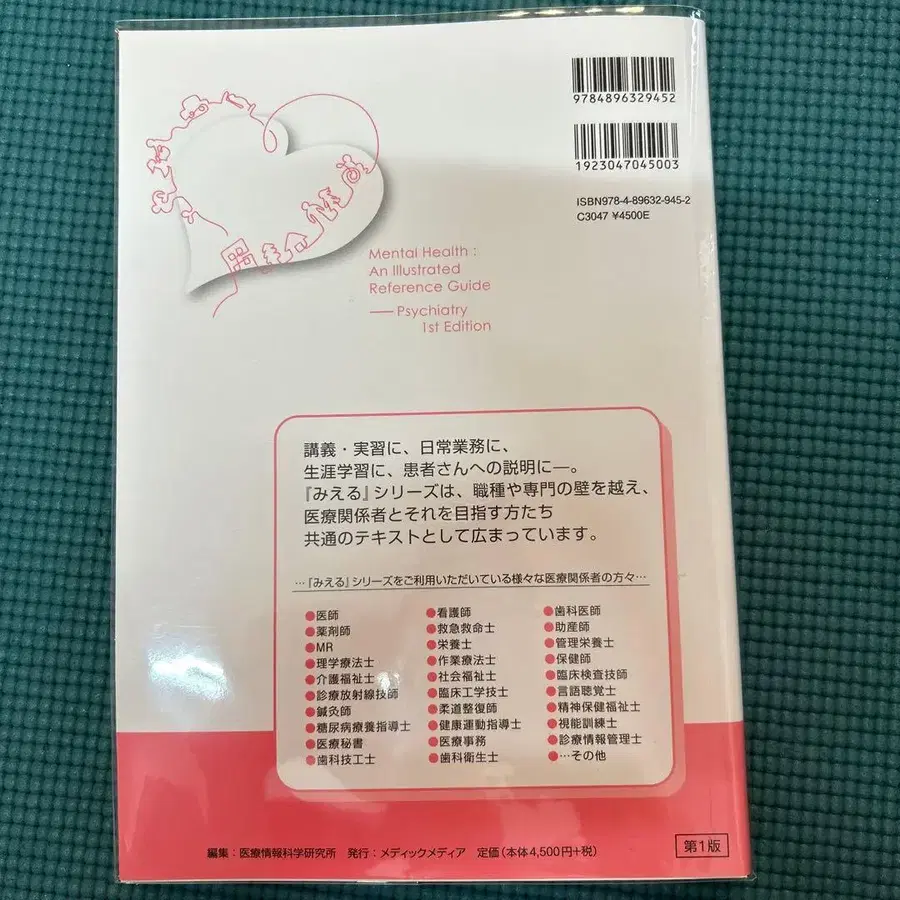 9784896329452
1923047045003
ISBN978-4-89632-945-2
C3047 ¥4500E
Mental Health :
An Illustrated
Reference Guide
—Psychiatry
1st Edition
講義・実習に、日常業務に、
生涯学習に、患者さんへの説明に―。
『みえる』シリーズは、職種や専門の壁を越え、
医療関係者とそれを目指す方たち
共通のテキストとして広まっています。
…『みえる』シリーズをご利用いただいている様々な医療関係者の方々…
●医師 ●看護師 ●歯科医師
●薬剤師 ●救急救命士 ●助産師
●MR ●栄養士 ●管理栄養士
●理学療法士 ●作業療法士 ●保健師
●介護福祉士 ●社会福祉士 ●臨床検査技師
●診療放射線技師 ●臨床工学技士 ●言語聴覚士
●鍼灸師 ●柔道整復師 ●精神保健福祉士
●糖尿病療養指導士 ●健康運動指導士 ●視能訓練士
●医療秘書 ●医療事務 ●診療情報管理士
●歯科技工士 ●歯科衛生士 ●…その他
編集：医療情報科学研究所 発行：メディックメディア 定価（本体4,500円+税）
第1版